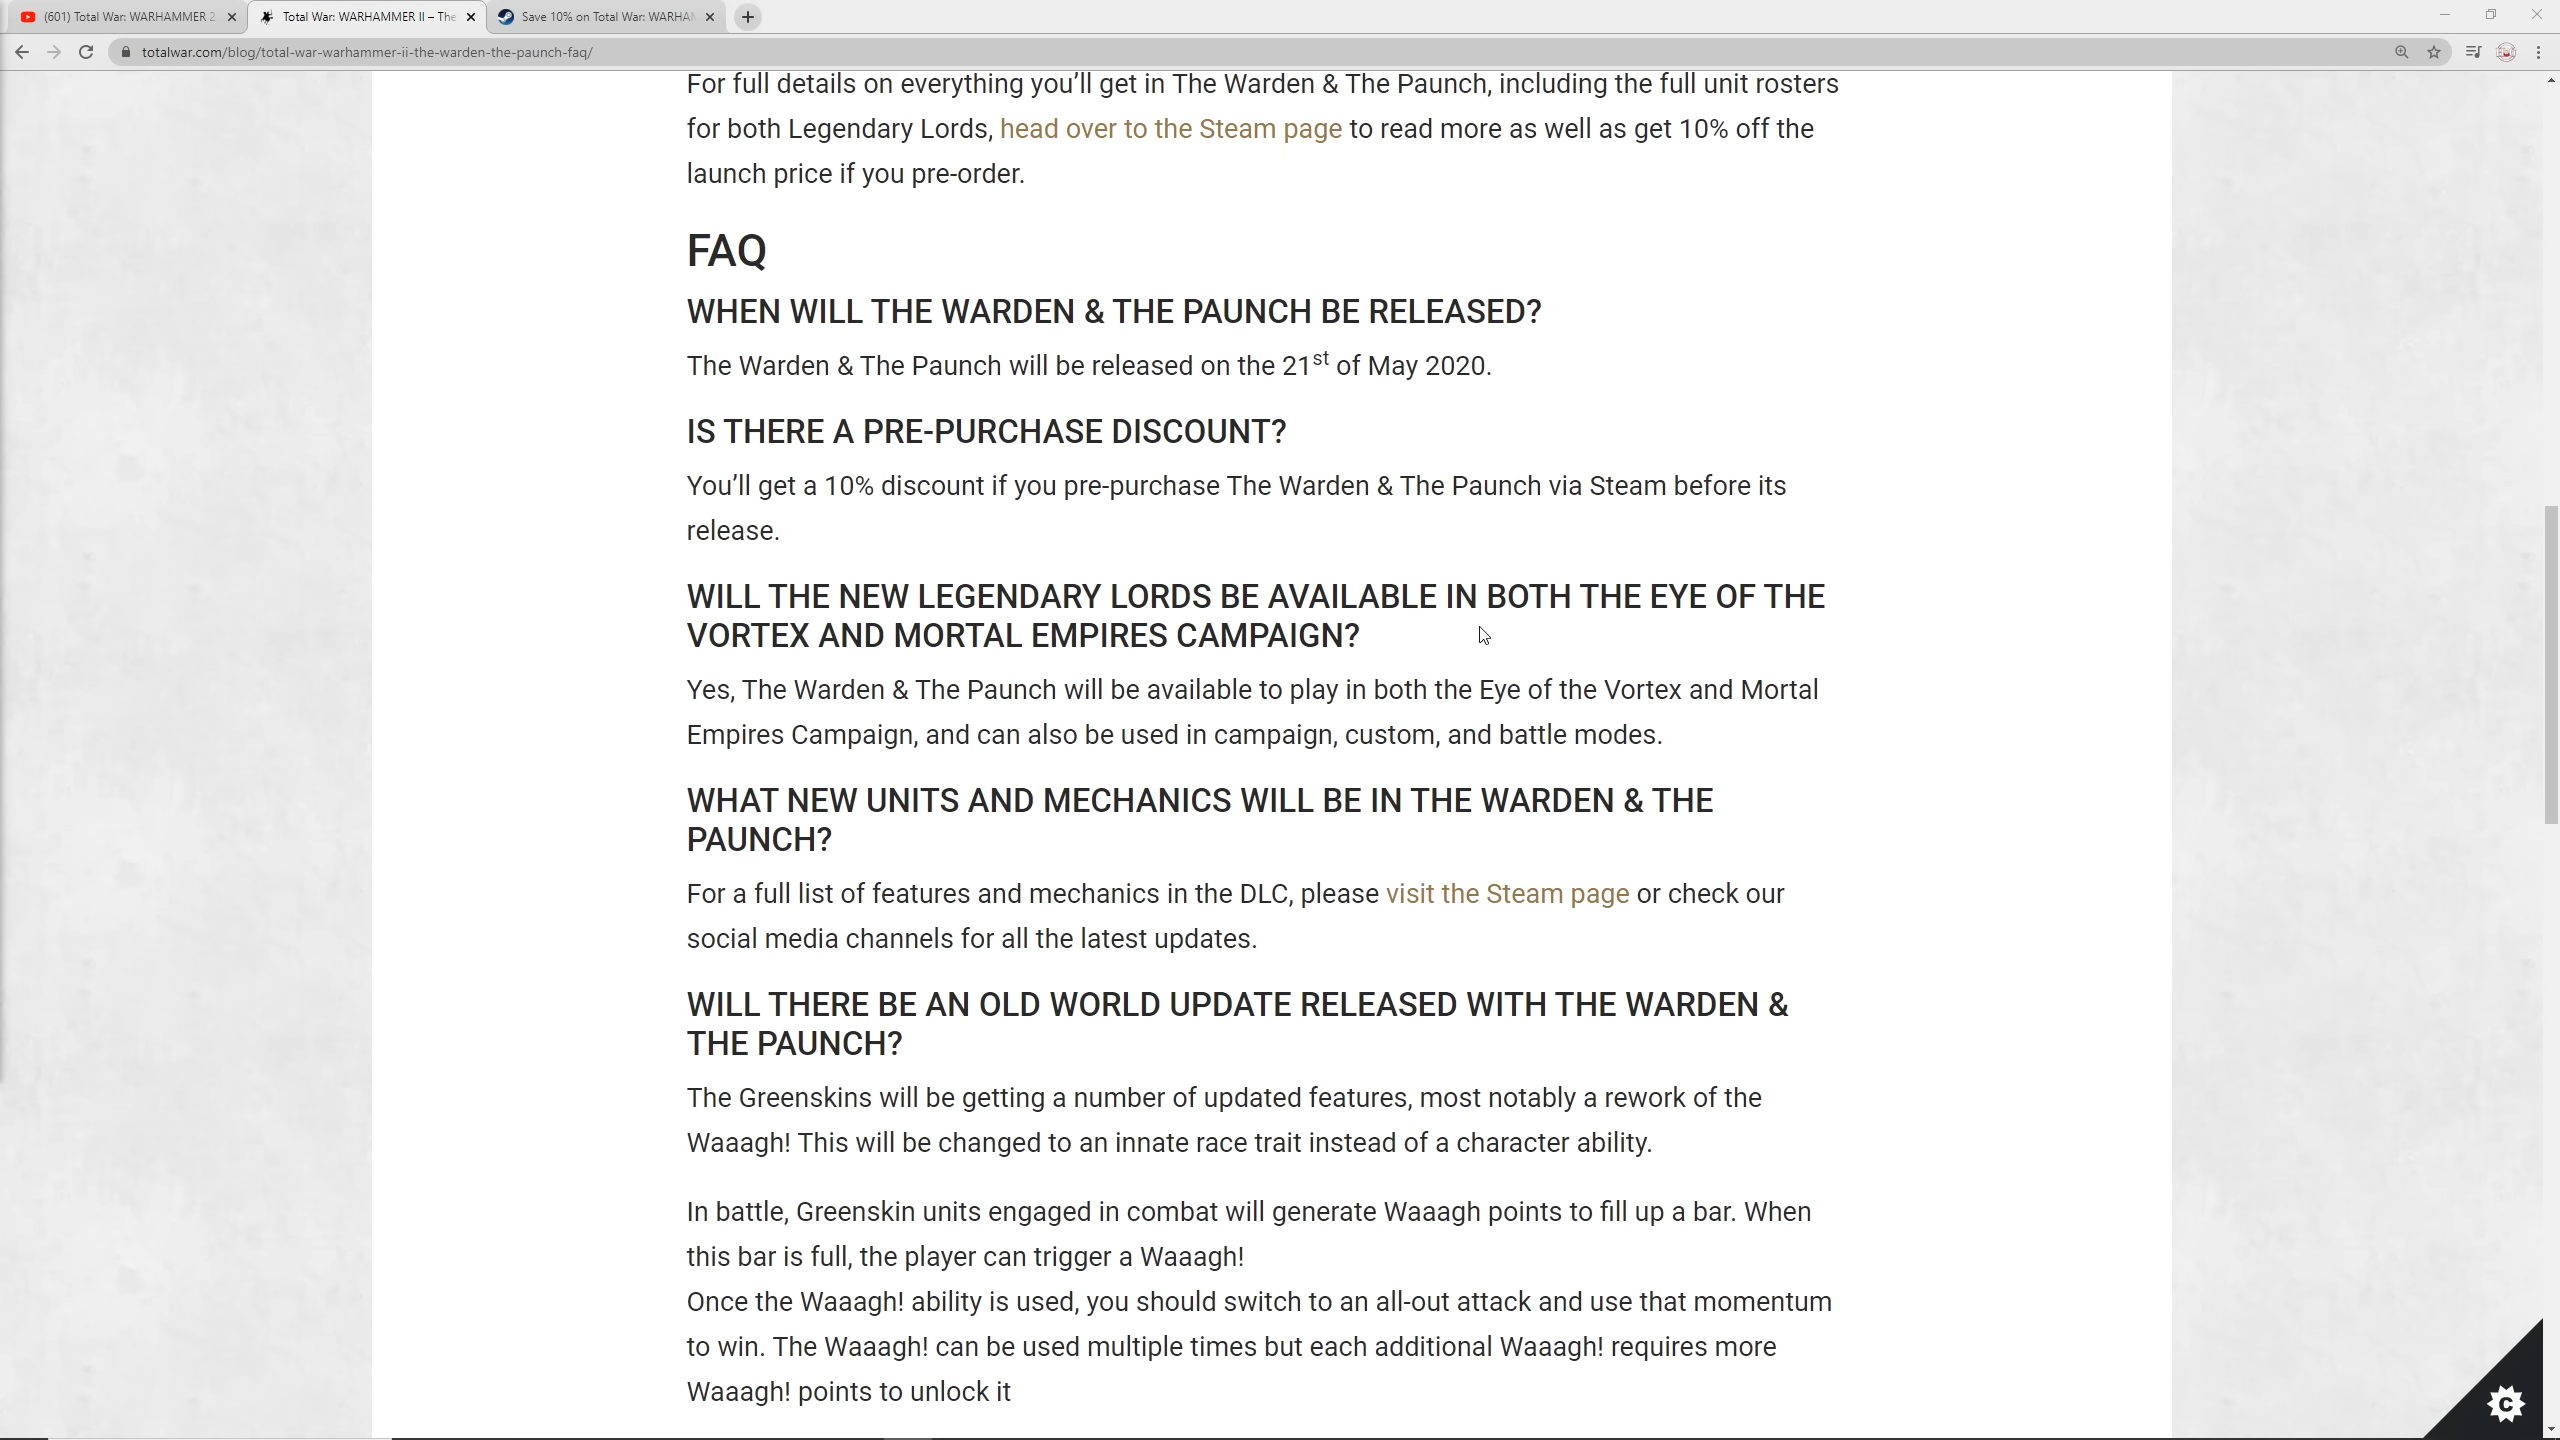 (601) Total War: WARHAMMER 2
Total War: WARHAMMER II – The
Save 10% on Total War: WARHAM
totalwar.com/blog/total-war-warhammer-ii-the-warden-the-paunch-faq/
For full details on everything you’ll get in The Warden & The Paunch, including the full unit rosters
for both Legendary Lords, head over to the Steam page to read more as well as get 10% off the
launch price if you pre-order.
FAQ
WHEN WILL THE WARDEN & THE PAUNCH BE RELEASED?
The Warden & The Paunch will be released on the 21st of May 2020.
IS THERE A PRE-PURCHASE DISCOUNT?
You’ll get a 10% discount if you pre-purchase The Warden & The Paunch via Steam before its
release.
WILL THE NEW LEGENDARY LORDS BE AVAILABLE IN BOTH THE EYE OF THE
VORTEX AND MORTAL EMPIRES CAMPAIGN?
Yes, The Warden & The Paunch will be available to play in both the Eye of the Vortex and Mortal
Empires Campaign, and can also be used in campaign, custom, and battle modes.
WHAT NEW UNITS AND MECHANICS WILL BE IN THE WARDEN & THE
PAUNCH?
For a full list of features and mechanics in the DLC, please visit the Steam page or check our
social media channels for all the latest updates.
WILL THERE BE AN OLD WORLD UPDATE RELEASED WITH THE WARDEN &
THE PAUNCH?
The Greenskins will be getting a number of updated features, most notably a rework of the
Waaagh! This will be changed to an innate race trait instead of a character ability.
In battle, Greenskin units engaged in combat will generate Waaagh points to fill up a bar. When
this bar is full, the player can trigger a Waaagh!
Once the Waaagh! ability is used, you should switch to an all-out attack and use that momentum
to win. The Waaagh! can be used multiple times but each additional Waaagh! requires more
Waaagh! points to unlock it
C